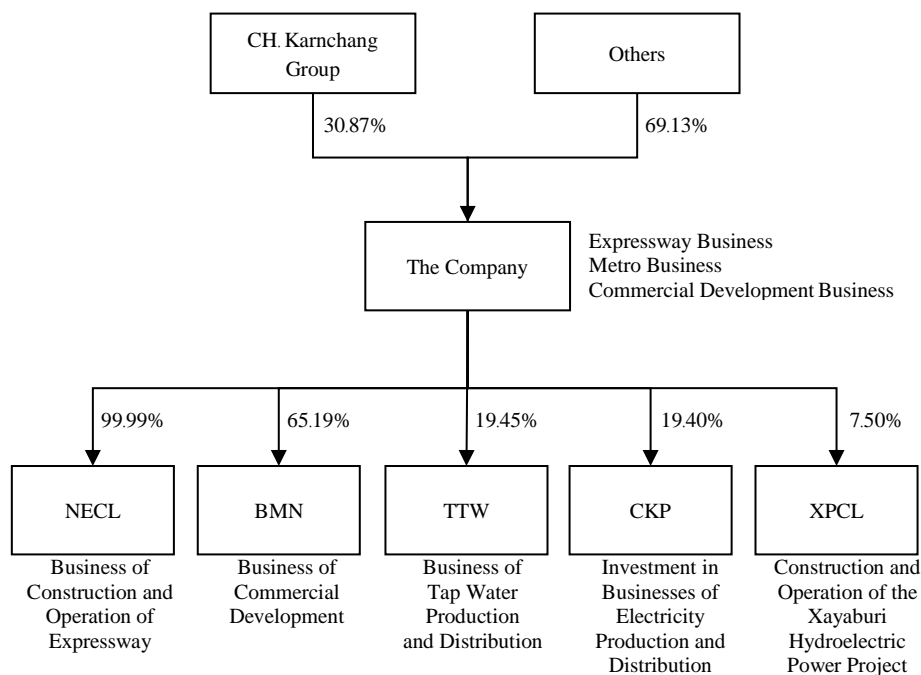 CH. Karnchang
Group
Others
30.87%
69.13%
The Company
Expressway Business
Metro Business
Commercial Development Business
99.99%
65.19%
19.45%
19.40%
7.50%
NECL
BMN
TTW
CKP
XPCL
Business of
Construction and
Operation of
Expressway
Business of
Commercial
Development
Business of
Tap Water
Production
and Distribution
Investment in
Businesses of
Electricity
Production and
Distribution
Construction and
Operation of the
Xayaburi
Hydroelectric
Power Project